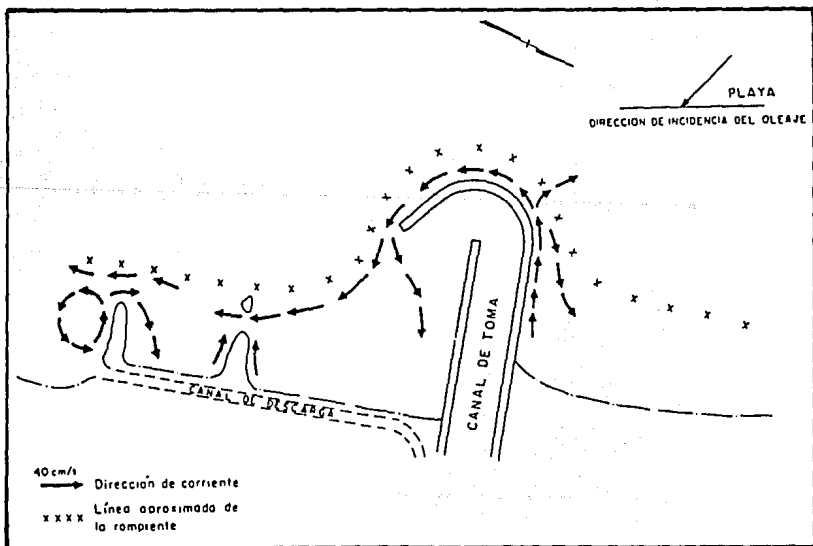 PLAYA
DIRECCION DE INCIDENCIA DEL OLEAJE
CANAL DE TOMA
CANAL DE DESCARGA
40 cm/s
Dirección de corriente
x x x x Línea aproximada de
la rompiente